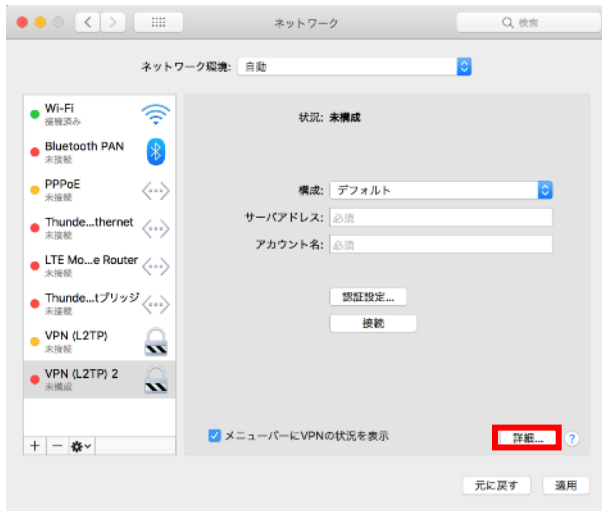 ネットワーク
検索
ネットワーク環境: 自動
Wi-Fi
接続済み
Bluetooth PAN
未接続
PPPoE
未接続
Thunde...thernet
未接続
LTE Mo...e Router
未接続
Thunde...tブリッジ
未接続
VPN (L2TP)
未接続
VPN (L2TP) 2
未構成
状況: 未構成
構成: デフォルト
サーバアドレス: 必須
アカウント名: 必須
認証設定...
接続
メニューバーにVPNの状況を表示
詳細...
?
元に戻す
適用